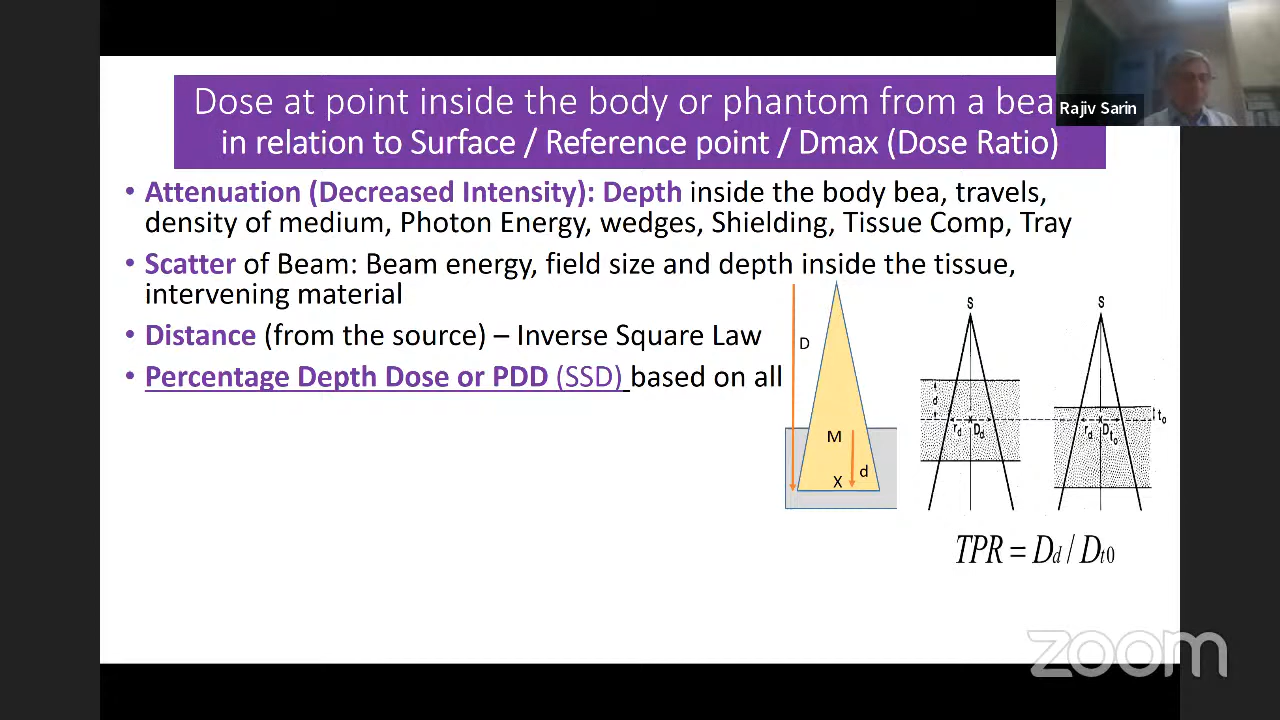 Dose at point inside the body or phantom from a bea
in relation to Surface / Reference point / Dmax (Dose Ratio)
Rajiv Sarin
• Attenuation (Decreased Intensity): Depth inside the body bea, travels,
density of medium, Photon Energy, wedges, Shielding, Tissue Comp, Tray
• Scatter of Beam: Beam energy, field size and depth inside the tissue,
intervening material
• Distance (from the source) – Inverse Square Law
• Percentage Depth Dose or PDD (SSD) based on all
D
M
d
X
S
d
rd
Dd
S
to
rd
Dto
TPR = Dd / Dt0
zoom